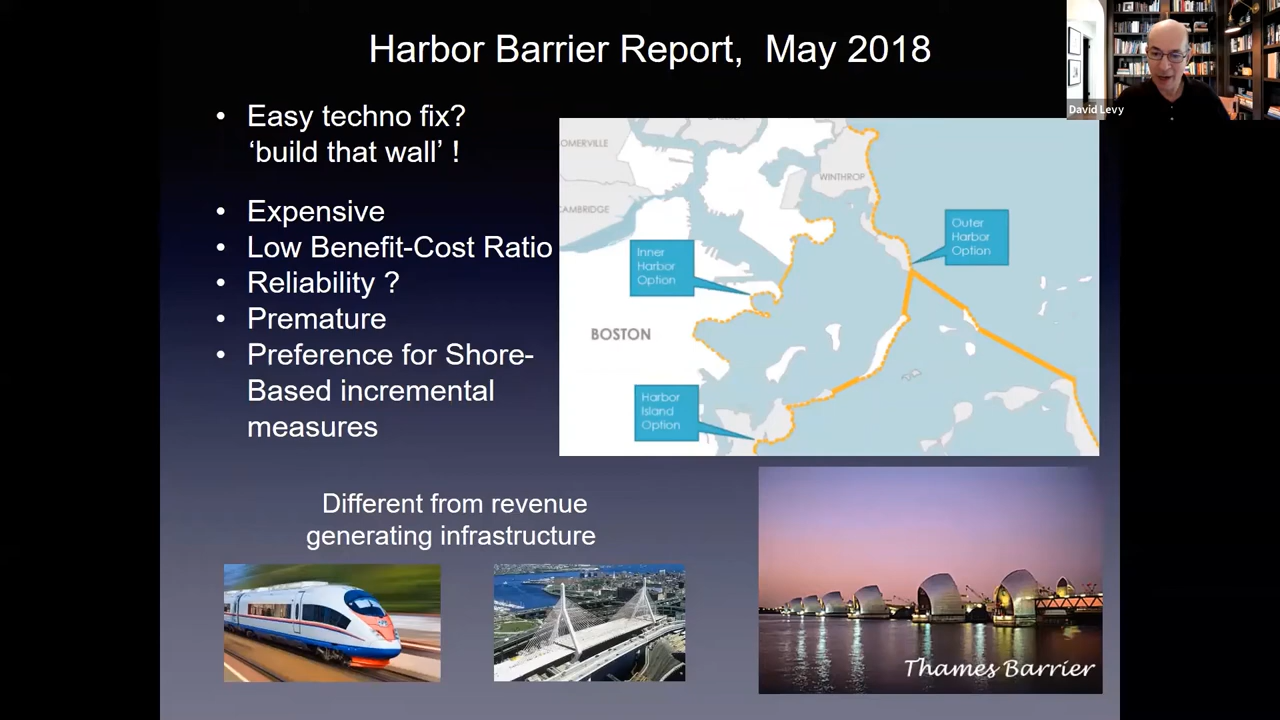 Harbor Barrier Report, May 2018
David Levy
• Easy techno fix?
‘build that wall’ !
• Expensive
• Low Benefit-Cost Ratio
• Reliability ?
• Premature
• Preference for Shore-
Based incremental
measures
OMERVILLE
CAMBRIDGE
WINTHROP
Outer
Harbor
Option
Inner
Harbor
Option
BOSTON
Harbor
Island
Option
Different from revenue
generating infrastructure
Thames Barrier